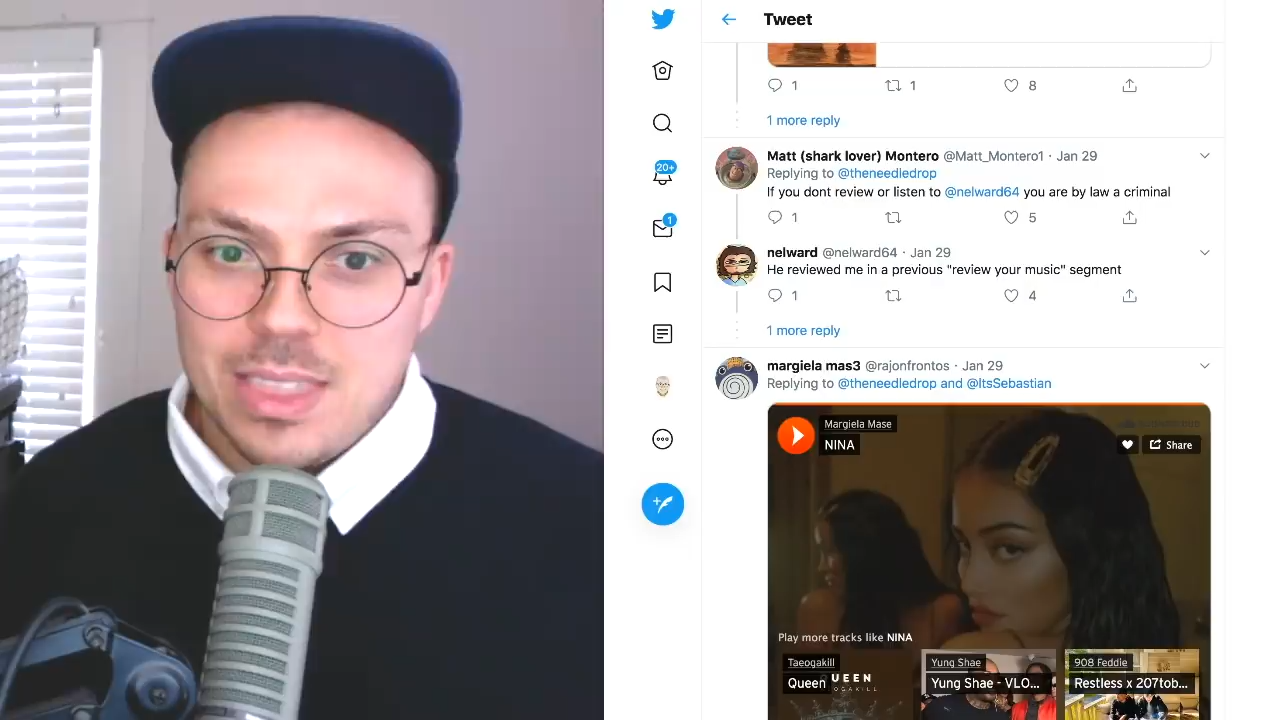 Tweet
1
1
8
1 more reply
20+
1
Matt (shark lover) Montero @Matt_Montero1 · Jan 29
Replying to @theneedledrop
If you dont review or listen to @nelward64 you are by law a criminal
1
5
nelward @nelward64 · Jan 29
He reviewed me in a previous "review your music" segment
1
4
1 more reply
margiela mas3 @rajonfrontos · Jan 29
Replying to @theneedledrop and @ItsSebastian
Margiela Mase
NINA
Share
Play more tracks like NINA
Taeogakill
Queen
QUEEN
Yung Shae
Yung Shae - VLO...
908 Feddie
Restless x 207tob...